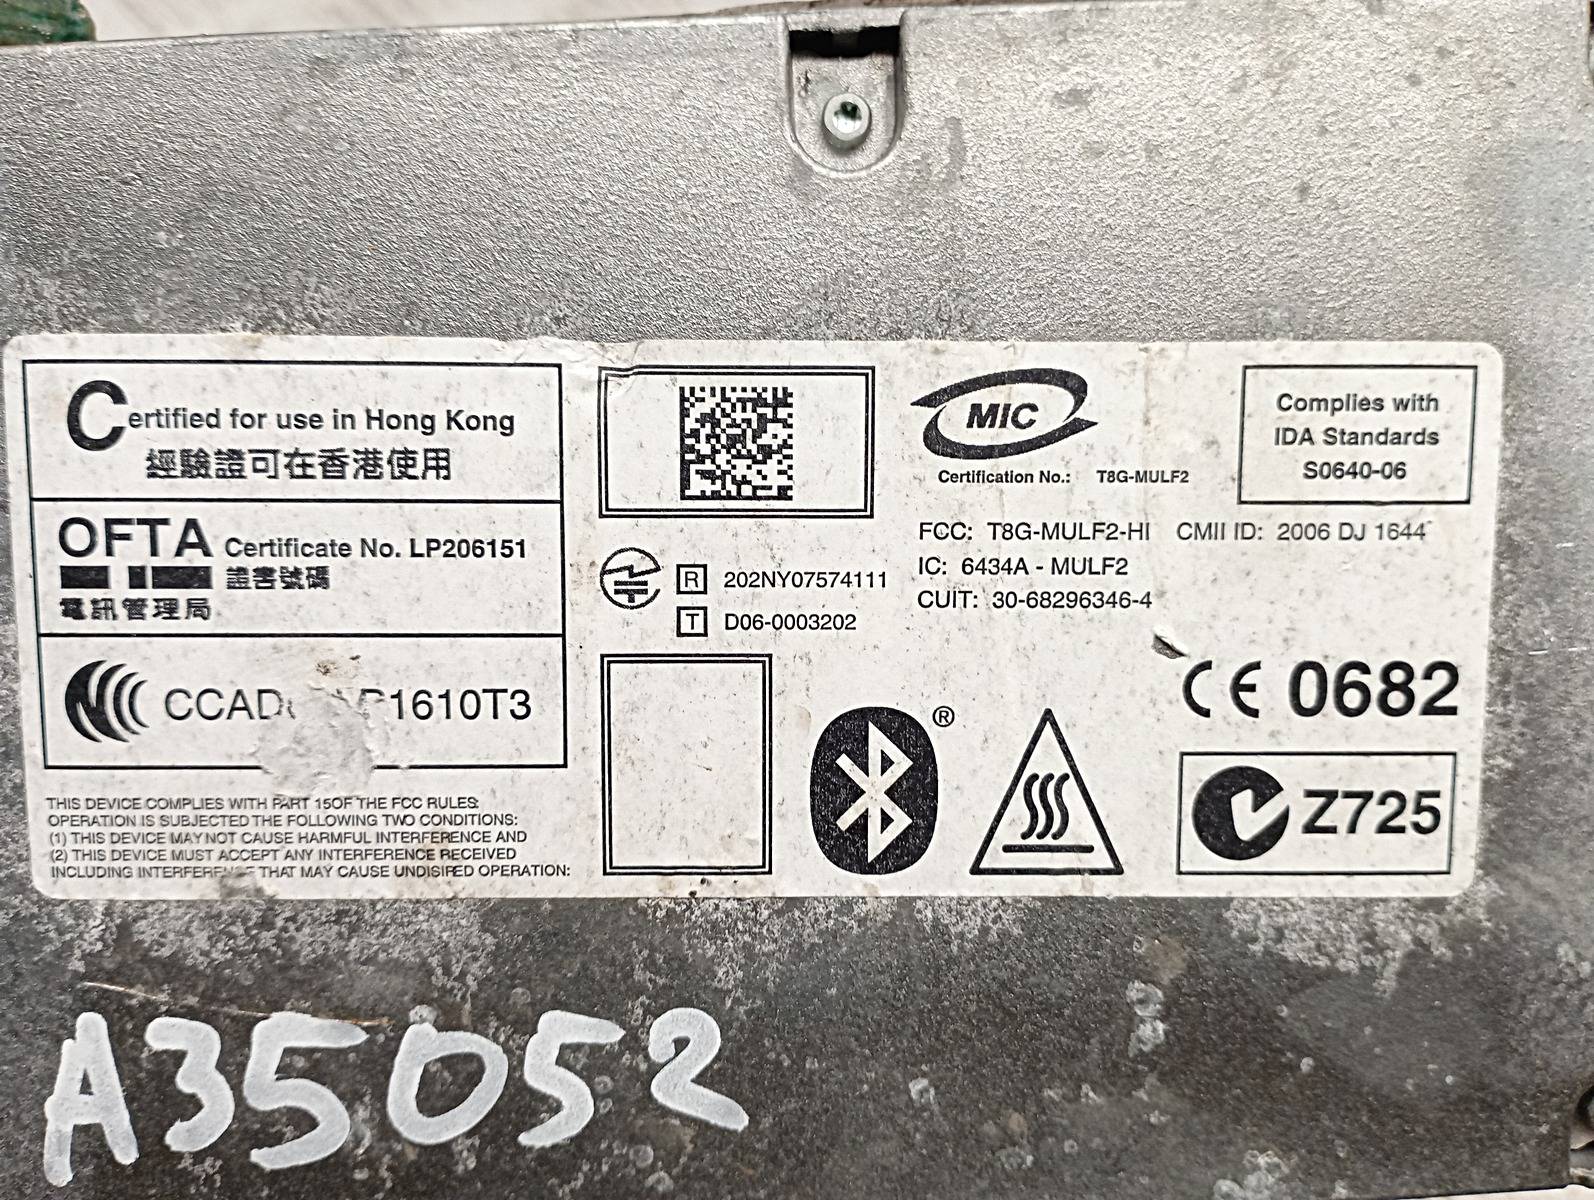 Certified for use in Hong Kong
經驗證可在香港使用
OFTA Certificate No. LP206151
證書號碼
電訊管理局
1610T3
THIS DEVICE COMPLIES WITH PART 15OF THE FCC RULES:
OPERATION IS SUBJECTED THE FOLLOWING TWO CONDITIONS:
(1) THIS DEVICE MAY NOT CAUSE HARMFUL INTERFERENCE AND
(2) THIS DEVICE MUST ACCEPT ANY INTERFERENCE RECEIVED
INCLUDING THAT MAY CAUSE UNDISIRED OPERATION:
R 202NY07574111
T D06-0003202
MIC
Certification No.: T8G-MULF2
Complies with
IDA Standards
S0640-06
FCC: T8G-MULF2-HI CMII ID: 2006 DJ 1644
IC: 6434A - MULF2
CUIT: 30-68296346-4
®
CE 0682
Z725
A35052